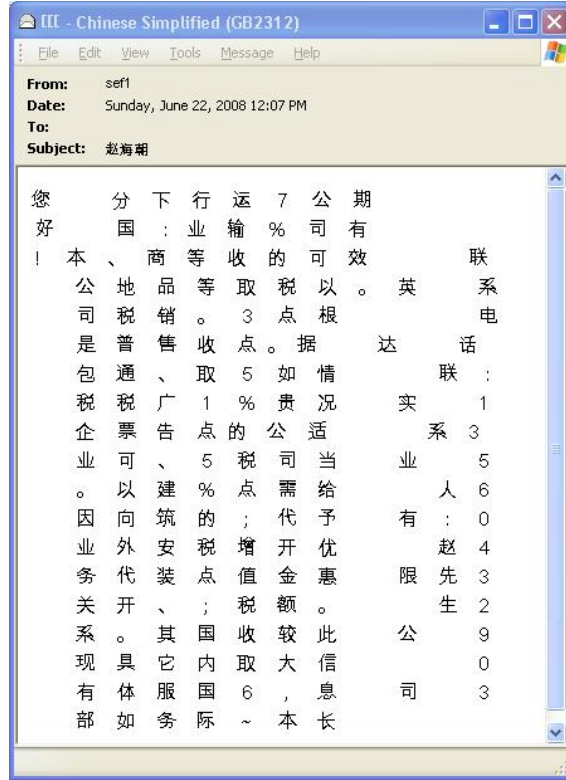 [[[ - Chinese Simplified (GB2312)
File Edit View Tools Message Help
From: sef1
Date: Sunday, June 22, 2008 12:07 PM
To:
Subject: 赵海朝
您好!
本公司是包税企业。因业务关系现有部
分国、地税普通税票可以向外代开。具体如
下:商品销售、广告、建筑安装、其它服务
行业等等。收取1点5%的税点;国内国际
运输收取3点5%的税点;增值税收取6~
7%的税点。如贵公司需代开金额较大,本
公司可以根据情况适当给予优惠。此信息长
期有效。
英达实业有限公司
联系人:赵先生
联系电话:13560432903